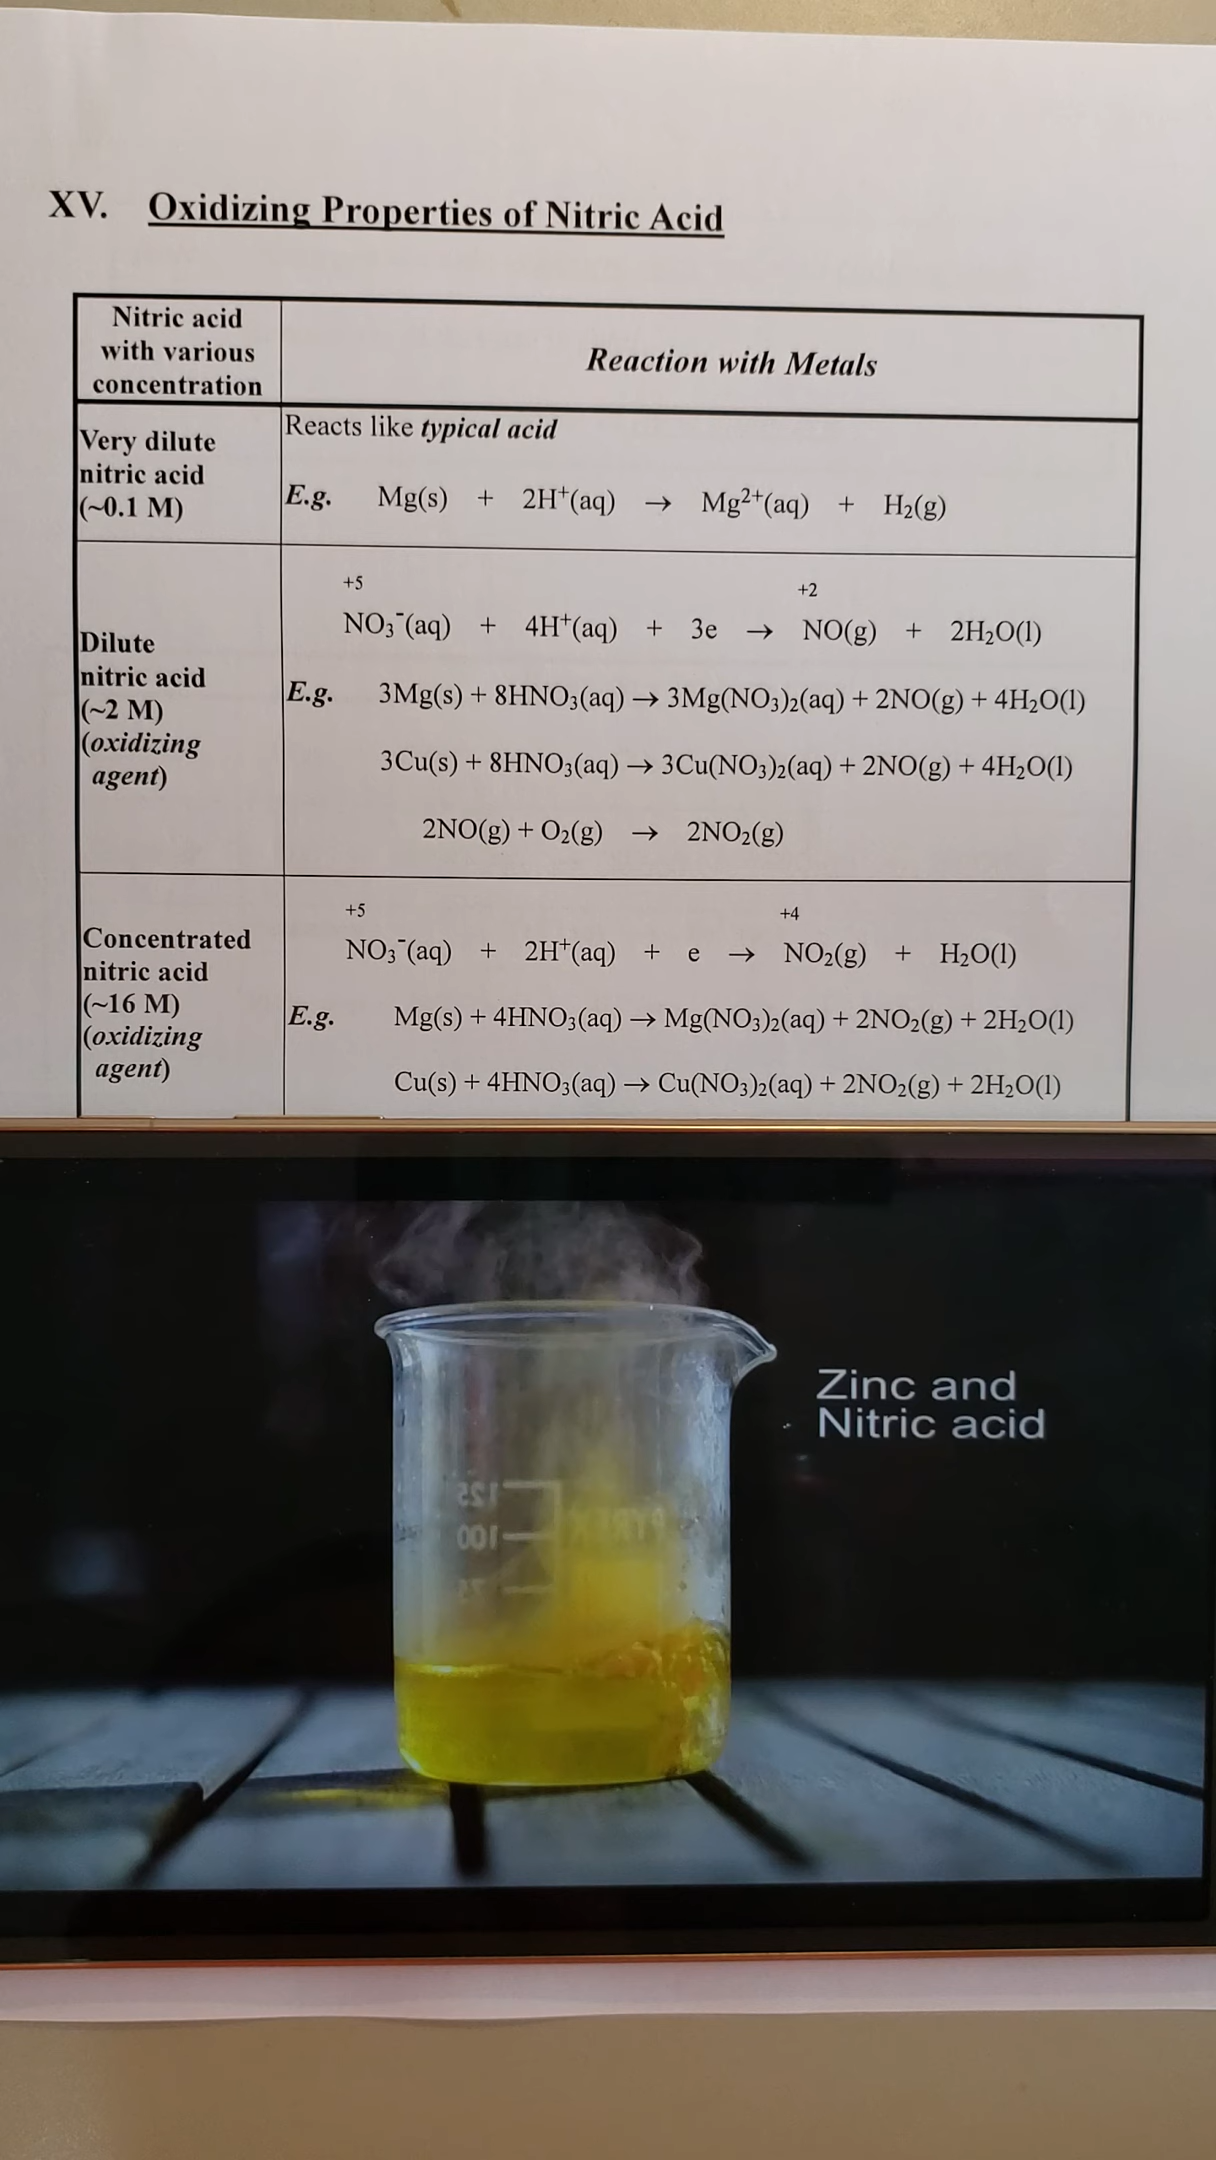 XV. Oxidizing Properties of Nitric Acid
Nitric acid
with various
concentration
Reaction with Metals
Very dilute
nitric acid
(~0.1 M)
Reacts like typical acid
E.g. Mg(s) + 2H⁺(aq) → Mg²⁺(aq) + H₂(g)
Dilute
nitric acid
(~2 M)
(oxidizing
agent)
+5 +2
NO₃⁻(aq) + 4H⁺(aq) + 3e → NO(g) + 2H₂O(l)
E.g. 3Mg(s) + 8HNO₃(aq) → 3Mg(NO₃)₂(aq) + 2NO(g) + 4H₂O(l)
3Cu(s) + 8HNO₃(aq) → 3Cu(NO₃)₂(aq) + 2NO(g) + 4H₂O(l)
2NO(g) + O₂(g) → 2NO₂(g)
Concentrated
nitric acid
(~16 M)
(oxidizing
agent)
+5 +4
NO₃⁻(aq) + 2H⁺(aq) + e → NO₂(g) + H₂O(l)
E.g. Mg(s) + 4HNO₃(aq) → Mg(NO₃)₂(aq) + 2NO₂(g) + 2H₂O(l)
Cu(s) + 4HNO₃(aq) → Cu(NO₃)₂(aq) + 2NO₂(g) + 2H₂O(l)
Zinc and
Nitric acid
125
100 PYREX
75